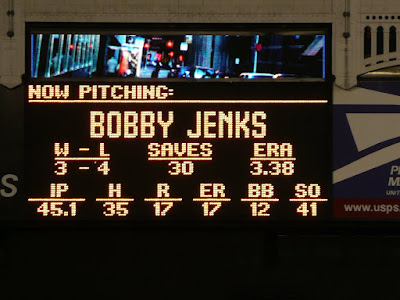 NOW PITCHING:
BOBBY JENKS
W - L SAVES ERA
3 - 4 30 3.38
IP H R ER BB SO
45.1 35 17 17 12 41
www.usps.